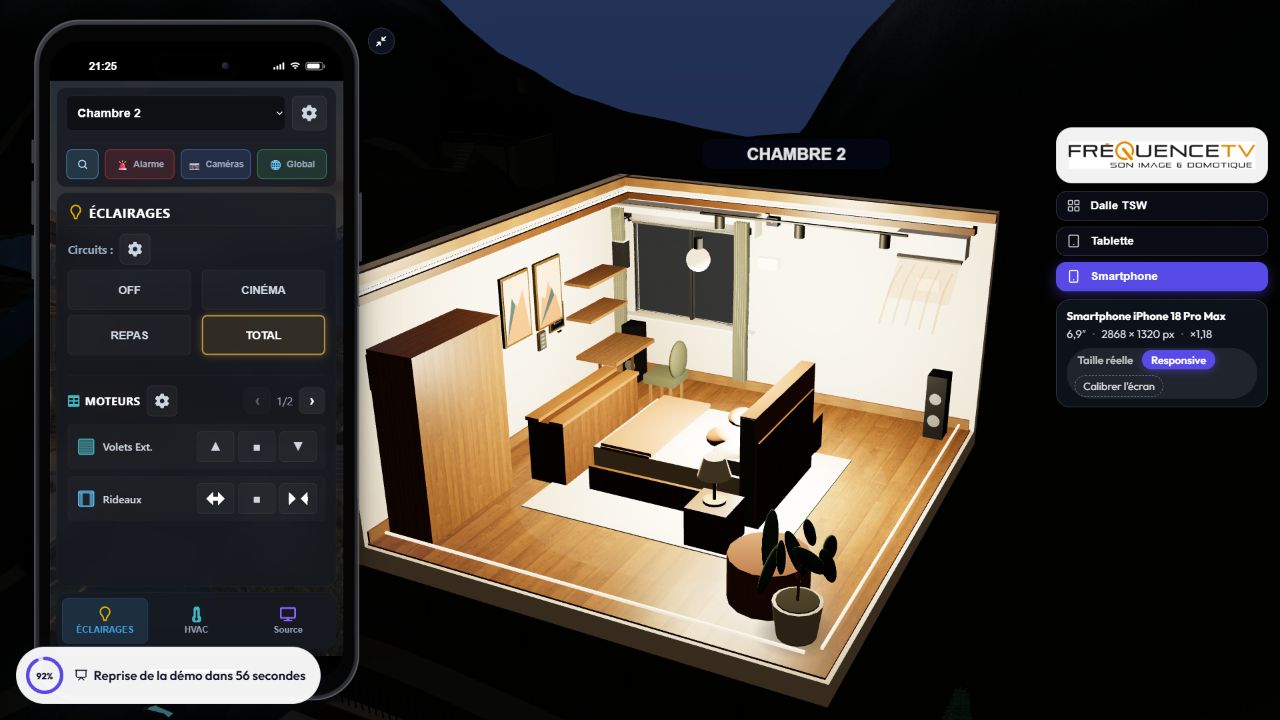 21:25
Chambre 2
Alarme
Caméras
Global
ÉCLAIRAGES
Circuits :
OFF
CINÉMA
REPAS
TOTAL
MOTEURS
1/2
Volets Ext.
Rideaux
ÉCLAIRAGES
HVAC
Source
92%
Reprise de la démo dans 56 secondes
CHAMBRE 2
FRÉQUENCETV
SON IMAGE & DOMOTIQUE
Dalle TSW
Tablette
Smartphone
Smartphone iPhone 18 Pro Max
6,9" · 2868 × 1320 px · ×1,18
Taille réelle
Responsive
Calibrer l'écran